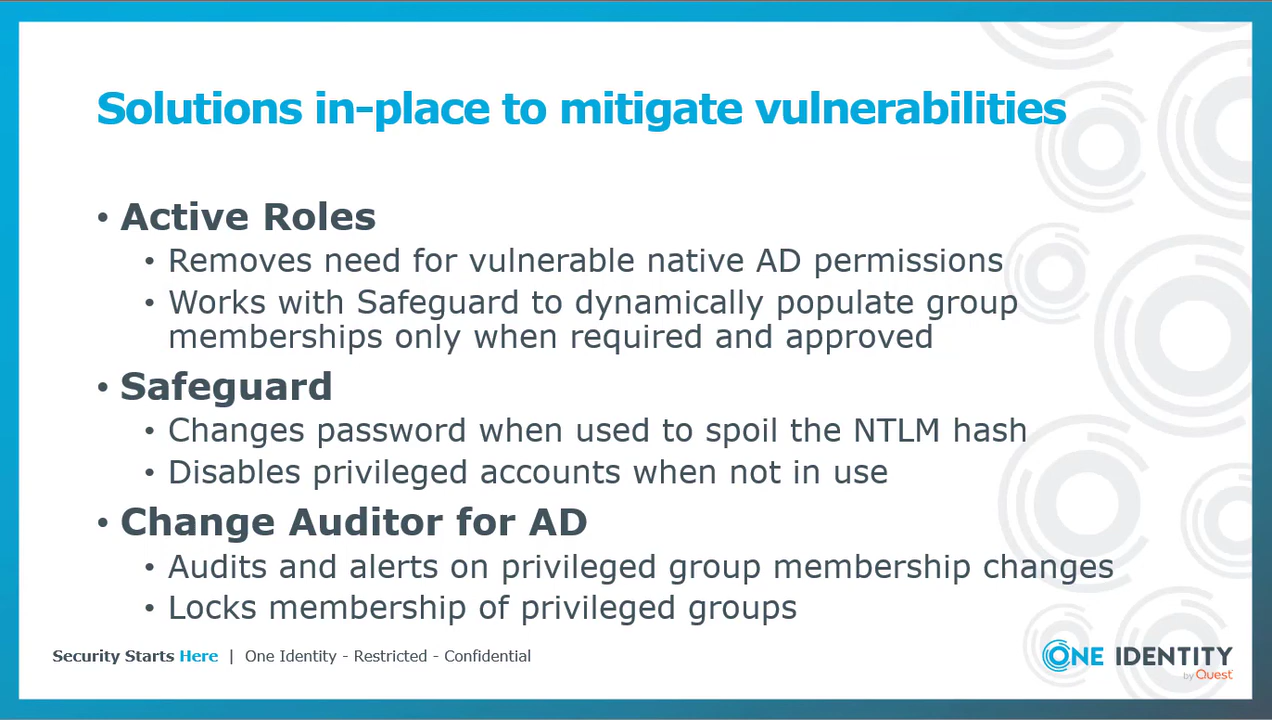 Solutions in-place to mitigate vulnerabilities
• Active Roles
• Removes need for vulnerable native AD permissions
• Works with Safeguard to dynamically populate group
memberships only when required and approved
• Safeguard
• Changes password when used to spoil the NTLM hash
• Disables privileged accounts when not in use
• Change Auditor for AD
• Audits and alerts on privileged group membership changes
• Locks membership of privileged groups
Security Starts Here | One Identity - Restricted - Confidential
ONE IDENTITY
by Quest